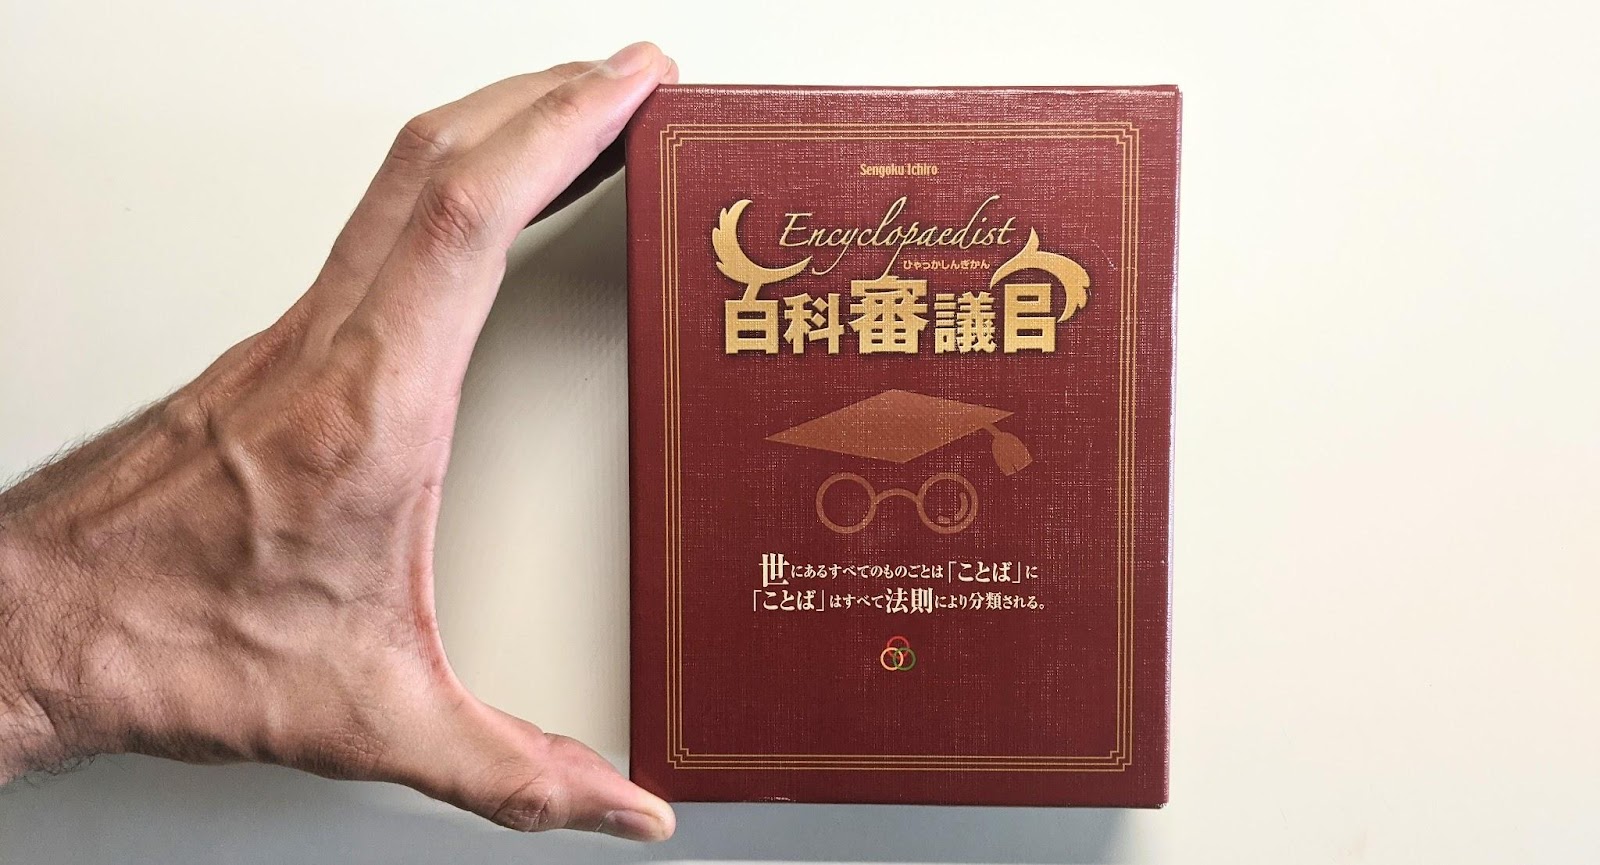 Sengoku Ichiro
Encyclopaedist
ひゃっかしんぎかん
百科審議官
世にあるすべてのものごとは「ことば」に
「ことば」はすべて法則により分類される。